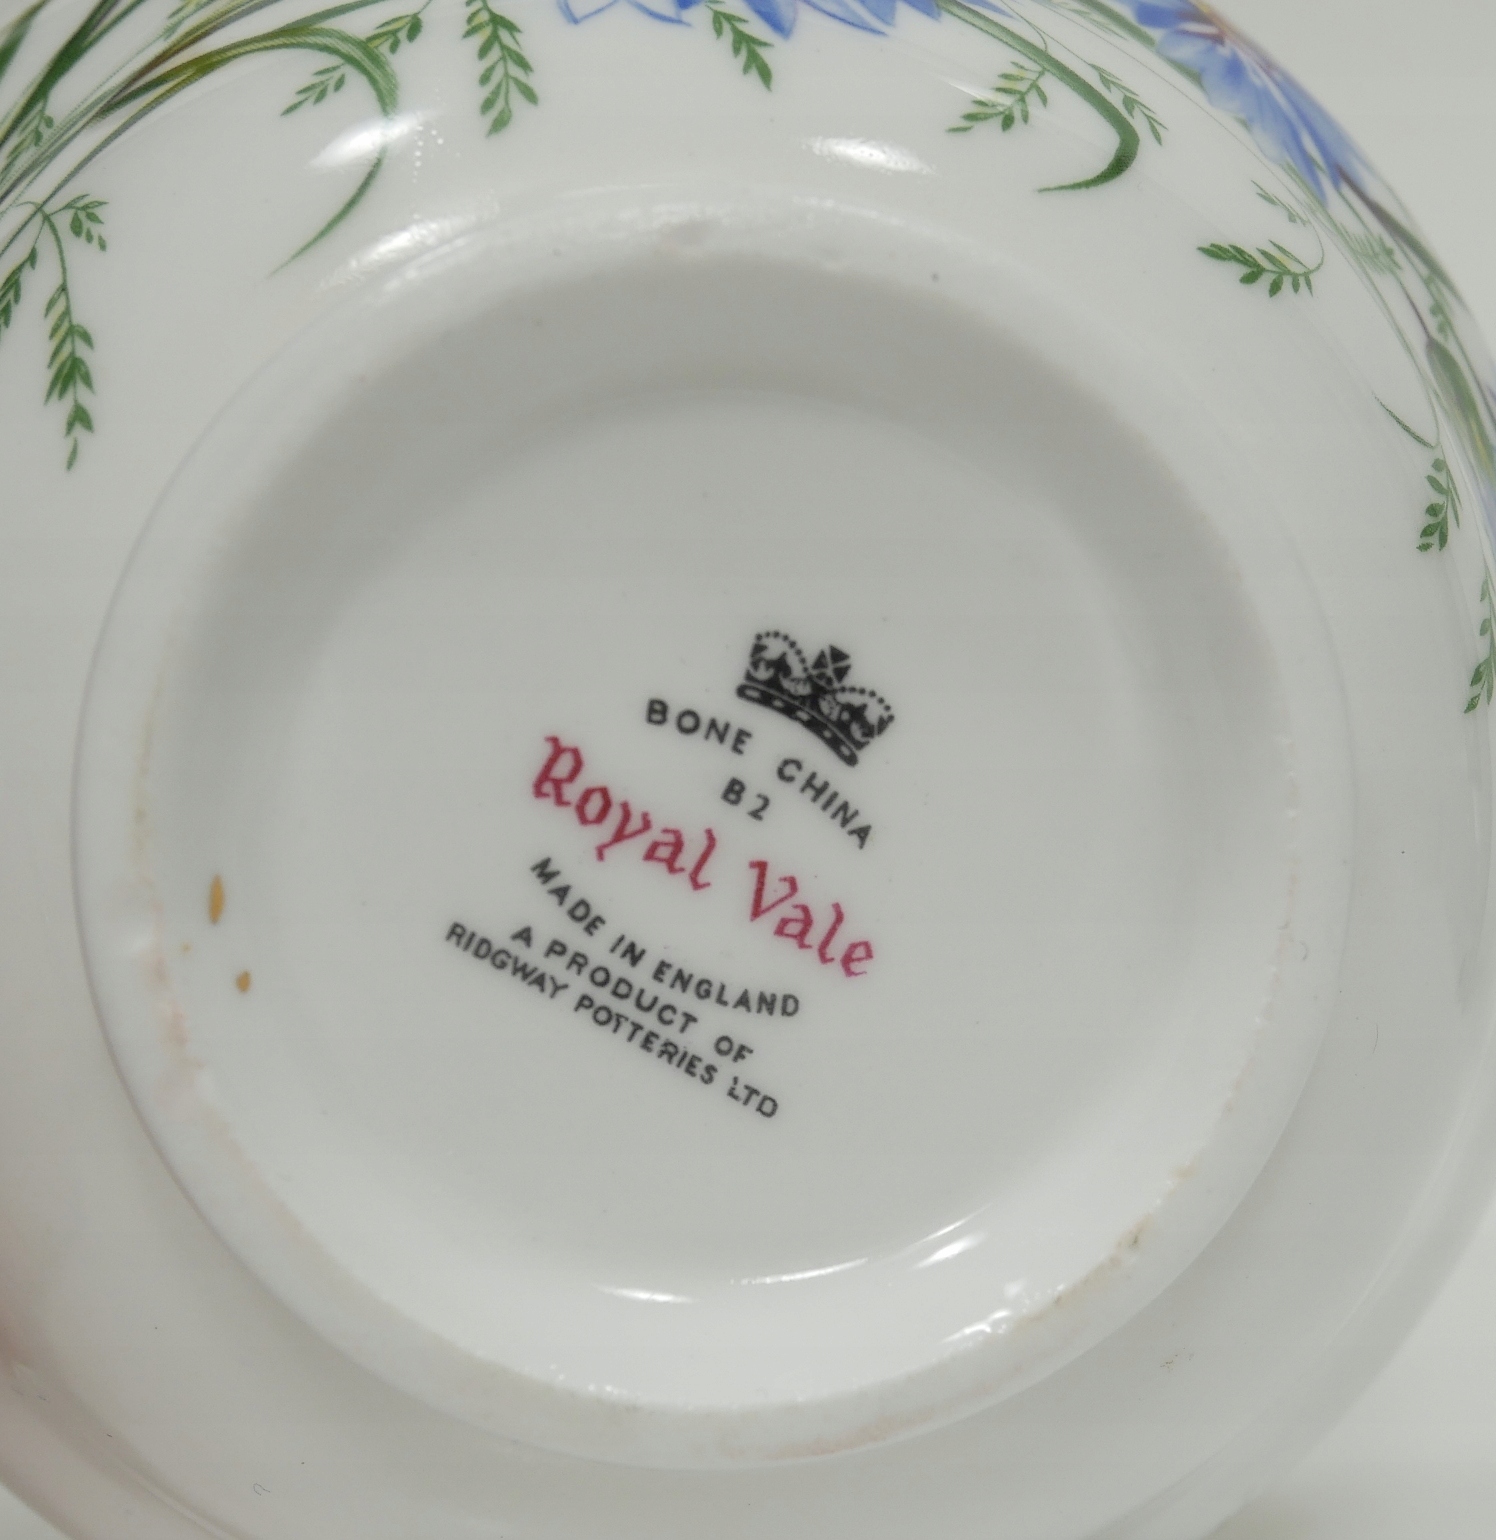 BONE CHINA
B2
Royal Vale
MADE IN ENGLAND
A PRODUCT OF
RIDGWAY POTTERIES LTD